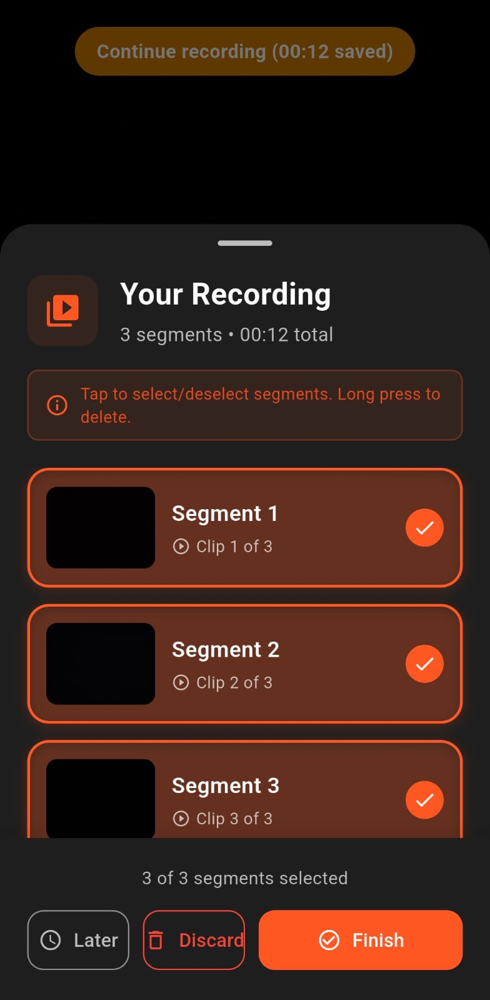 Continue recording (00:12 saved)
Your Recording
3 segments • 00:12 total
Tap to select/deselect segments. Long press to
delete.
Segment 1
Clip 1 of 3
Segment 2
Clip 2 of 3
Segment 3
Clip 3 of 3
3 of 3 segments selected
Later
Discard
Finish